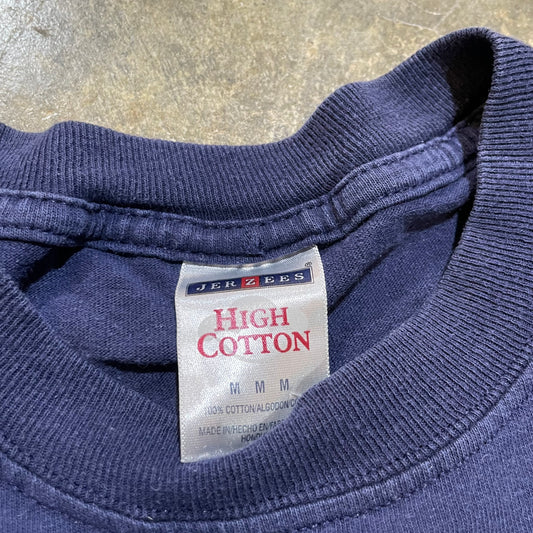 JERZEES ®
HIGH
COTTON
M M M
100% COTTON/ALGODON
MADE IN/HECHO EN/